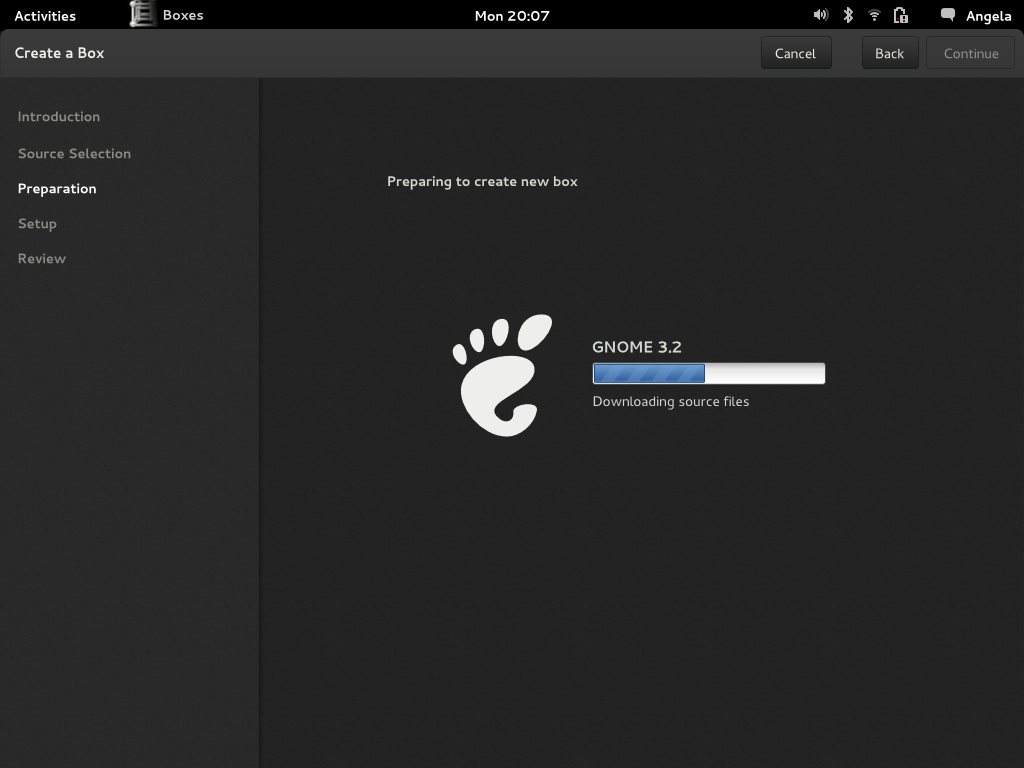 Activities
Boxes
Mon 20:07
Angela
Create a Box
Cancel
Back
Continue
Introduction
Source Selection
Preparation
Setup
Review
Preparing to create new box
GNOME 3.2
Downloading source files